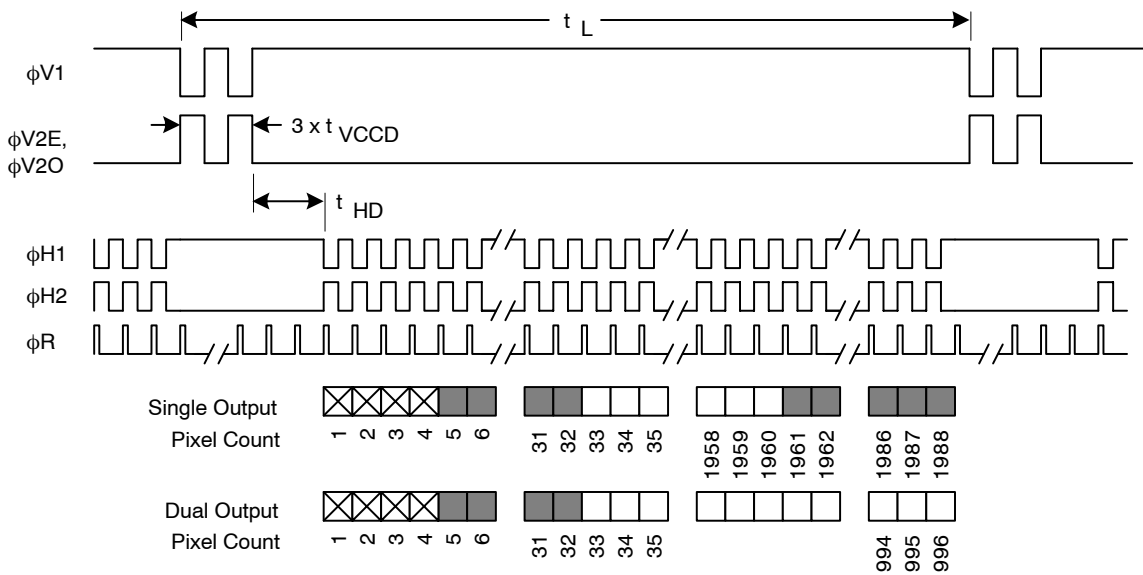 t L
ϕV1
3 x t VCCD
ϕV2E,
ϕV2O
t HD
ϕH1
ϕH2
ϕR
Single Output
Pixel Count
1 2 3 4 5 6 31 32 33 34 35 1958 1959 1960 1961 1962 1986 1987 1988
Dual Output
Pixel Count
1 2 3 4 5 6 31 32 33 34 35 994 995 996